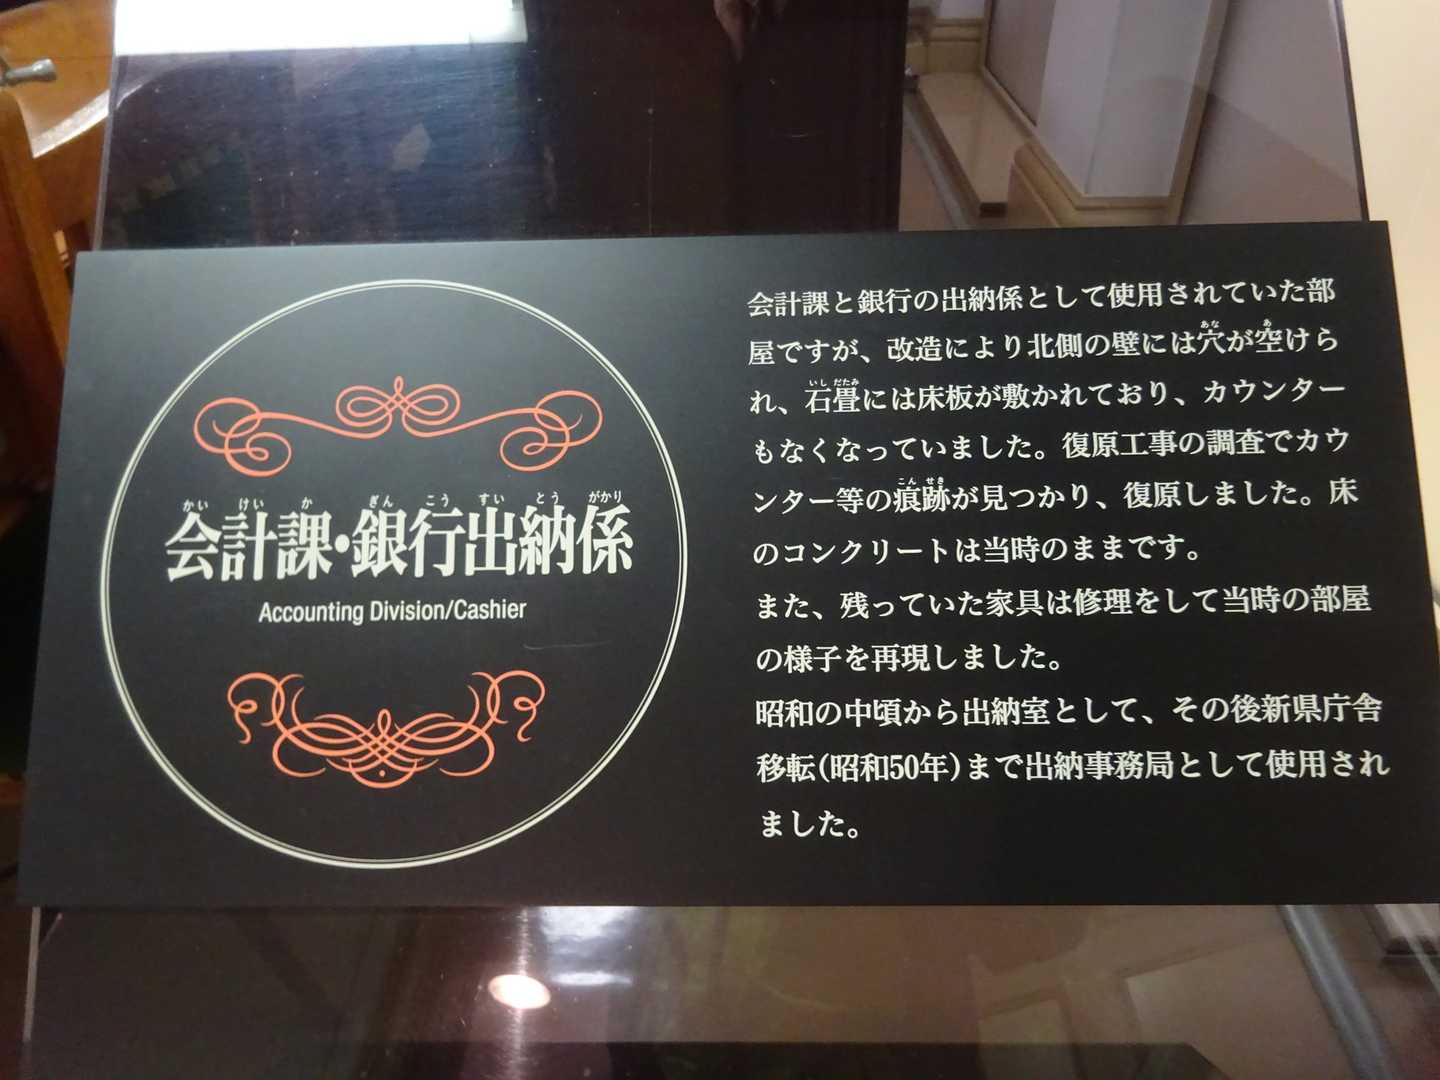 かいけいか ぎんこうすいとうがかり
会計課・銀行出納係
Accounting Division/Cashier
会計課と銀行の出納係として使用されていた部
屋ですが、改造により北側の壁には穴が空けら
れ、石畳には床板が敷かれており、カウンター
もなくなっていました。復原工事の調査でカウ
ンター等の痕跡が見つかり、復原しました。床
のコンクリートは当時のままです。
また、残っていた家具は修理をして当時の部屋
の様子を再現しました。
昭和の中頃から出納室として、その後新県庁舎
移転(昭和50年)まで出納事務局として使用され
ました。